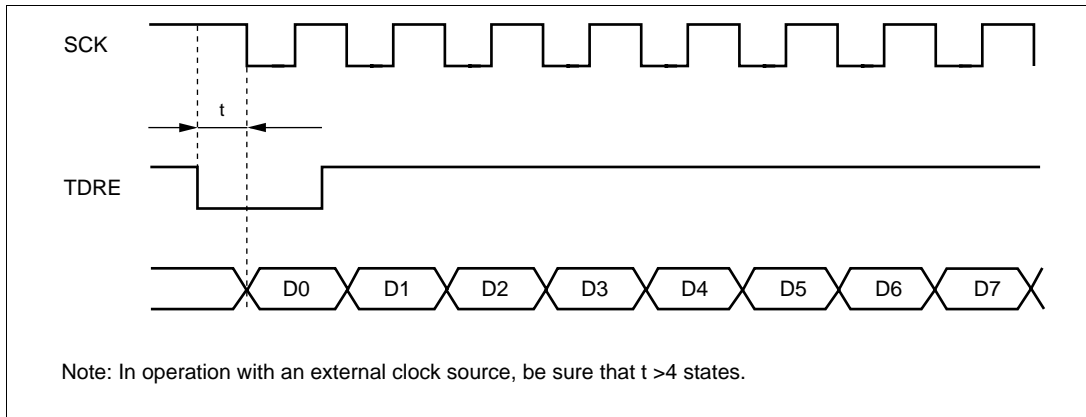 SCK
t
TDRE
D0 D1 D2 D3 D4 D5 D6 D7
Note: In operation with an external clock source, be sure that t >4 states.